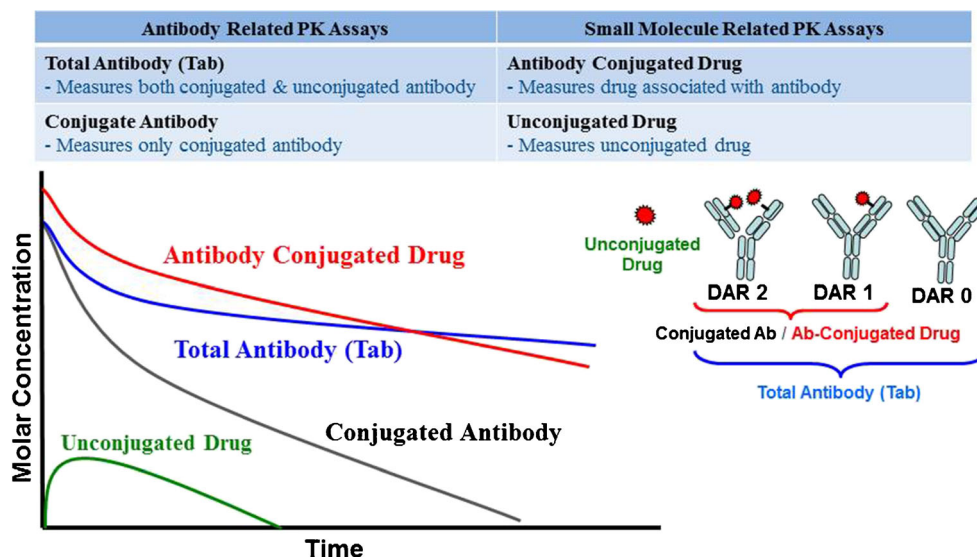 Antibody Related PK Assays
Small Molecule Related PK Assays
Total Antibody (Tab)
- Measures both conjugated & unconjugated antibody
Antibody Conjugated Drug
- Measures drug associated with antibody
Conjugate Antibody
- Measures only conjugated antibody
Unconjugated Drug
- Measures unconjugated drug
Molar Concentration
Antibody Conjugated Drug
Total Antibody (Tab)
Conjugated Antibody
Unconjugated Drug
Time
Unconjugated
Drug
DAR 2
DAR 1
DAR 0
Conjugated Ab / Ab-Conjugated Drug
Total Antibody (Tab)